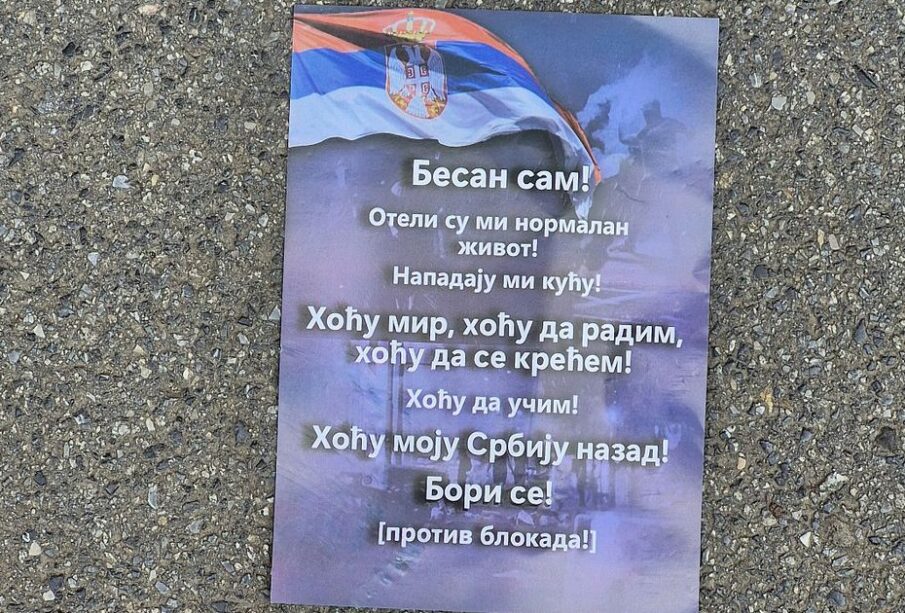 Бесан сам!
Отели су ми нормалан
живот!
Нападају ми кућу!
Хоћу мир, хоћу да радим,
хоћу да се крећем!
Хоћу да учим!
Хоћу моју Србију назад!
Бори се!
[против блокада!]